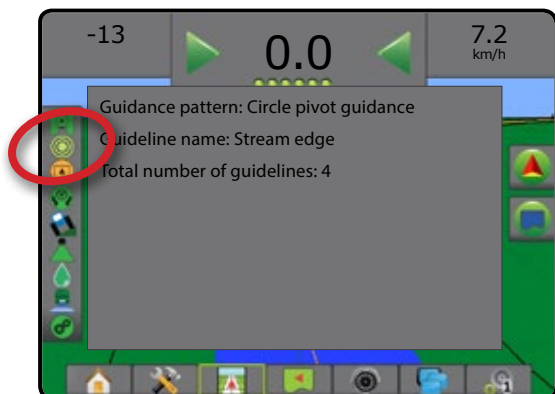 -13
0.0
7.2
km/h
Guidance pattern: Circle pivot guidance
Guideline name: Stream edge
Total number of guidelines: 4
1